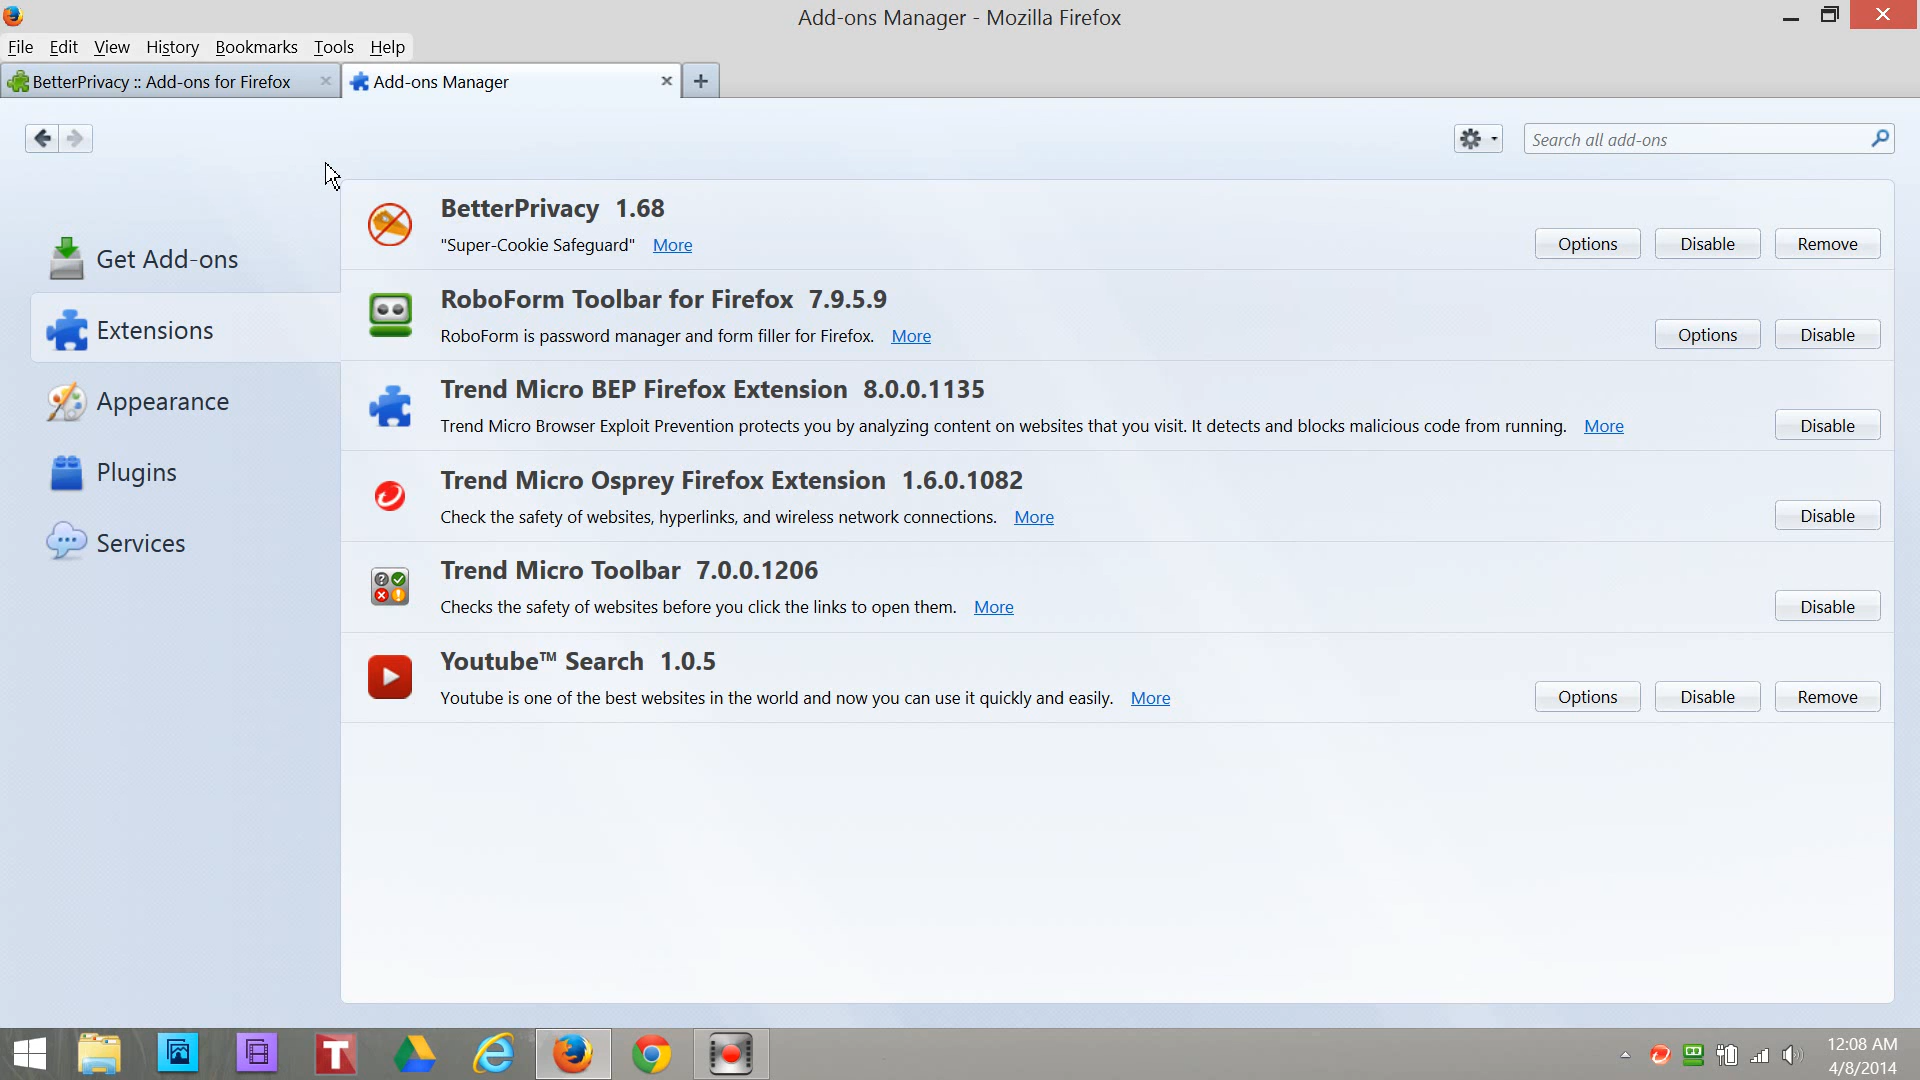 Add-ons Manager - Mozilla Firefox
File Edit View History Bookmarks Tools Help
BetterPrivacy :: Add-ons for Firefox
Add-ons Manager
Search all add-ons
Get Add-ons
Extensions
Appearance
Plugins
Services
BetterPrivacy 1.68
"Super-Cookie Safeguard" More
Options Disable Remove
RoboForm Toolbar for Firefox 7.9.5.9
RoboForm is password manager and form filler for Firefox. More
Options Disable
Trend Micro BEP Firefox Extension 8.0.0.1135
Trend Micro Browser Exploit Prevention protects you by analyzing content on websites that you visit. It detects and blocks malicious code from running. More
Disable
Trend Micro Osprey Firefox Extension 1.6.0.1082
Check the safety of websites, hyperlinks, and wireless network connections. More
Disable
Trend Micro Toolbar 7.0.0.1206
Checks the safety of websites before you click the links to open them. More
Disable
Youtube™ Search 1.0.5
Youtube is one of the best websites in the world and now you can use it quickly and easily. More
Options Disable Remove
T
12:08 AM
4/8/2014